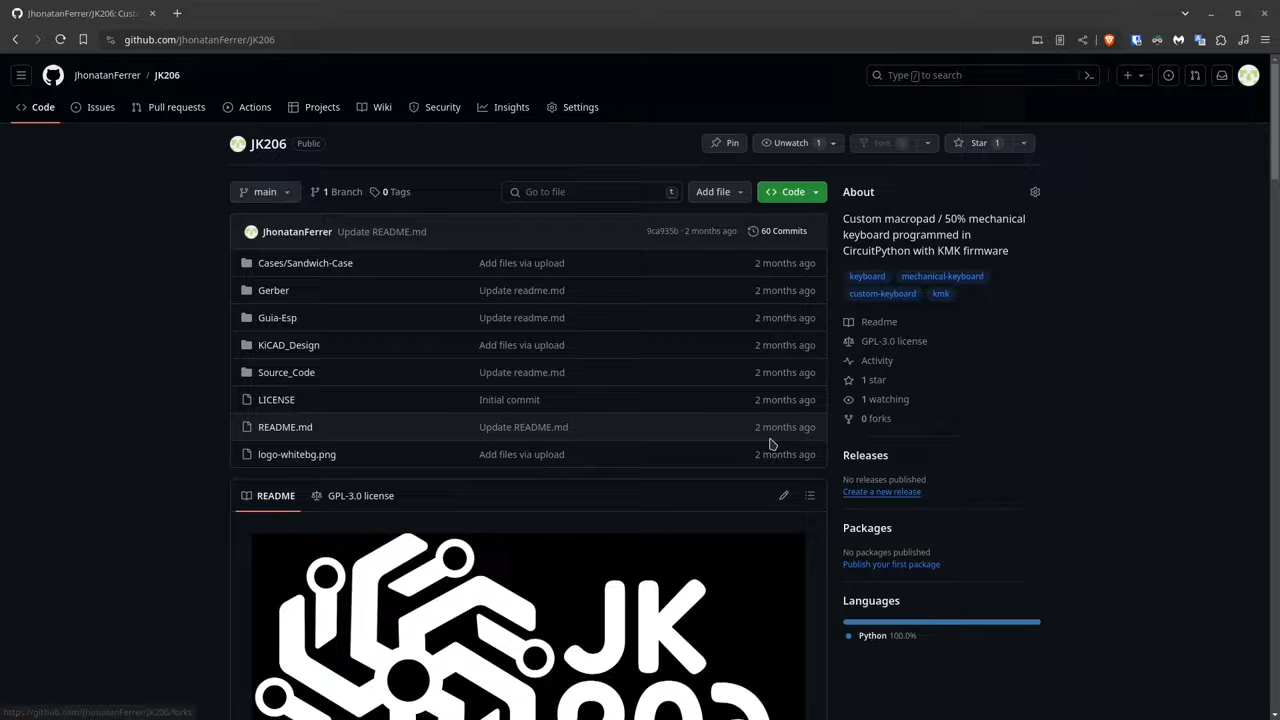 JhonatanFerrer/JK206: Cust
github.com/JhonatanFerrer/JK206
JhonatanFerrer / JK206
Type / to search
Code Issues Pull requests Actions Projects Wiki Security Insights Settings
JK206 Public
Pin Unwatch 1 Fork Star 1
main 1 Branch 0 Tags Go to file t Add file Code
JhonatanFerrer Update README.md 9ca935b · 2 months ago 60 Commits
Cases/Sandwich-Case Add files via upload 2 months ago
Gerber Update readme.md 2 months ago
Guia-Esp Update readme.md 2 months ago
KiCAD_Design Add files via upload 2 months ago
Source_Code Update readme.md 2 months ago
LICENSE Initial commit 2 months ago
README.md Update README.md 2 months ago
logo-whitebg.png Add files via upload 2 months ago
README GPL-3.0 license
JK
About
Custom macropad / 50% mechanical
keyboard programmed in
CircuitPython with KMK firmware
keyboard mechanical-keyboard
custom-keyboard kmk
Readme
GPL-3.0 license
Activity
1 star
1 watching
0 forks
Releases
No releases published
Create a new release
Packages
No packages published
Publish your first package
Languages
Python 100.0%
https://github.com/JhonatanFerrer/JK206/forks